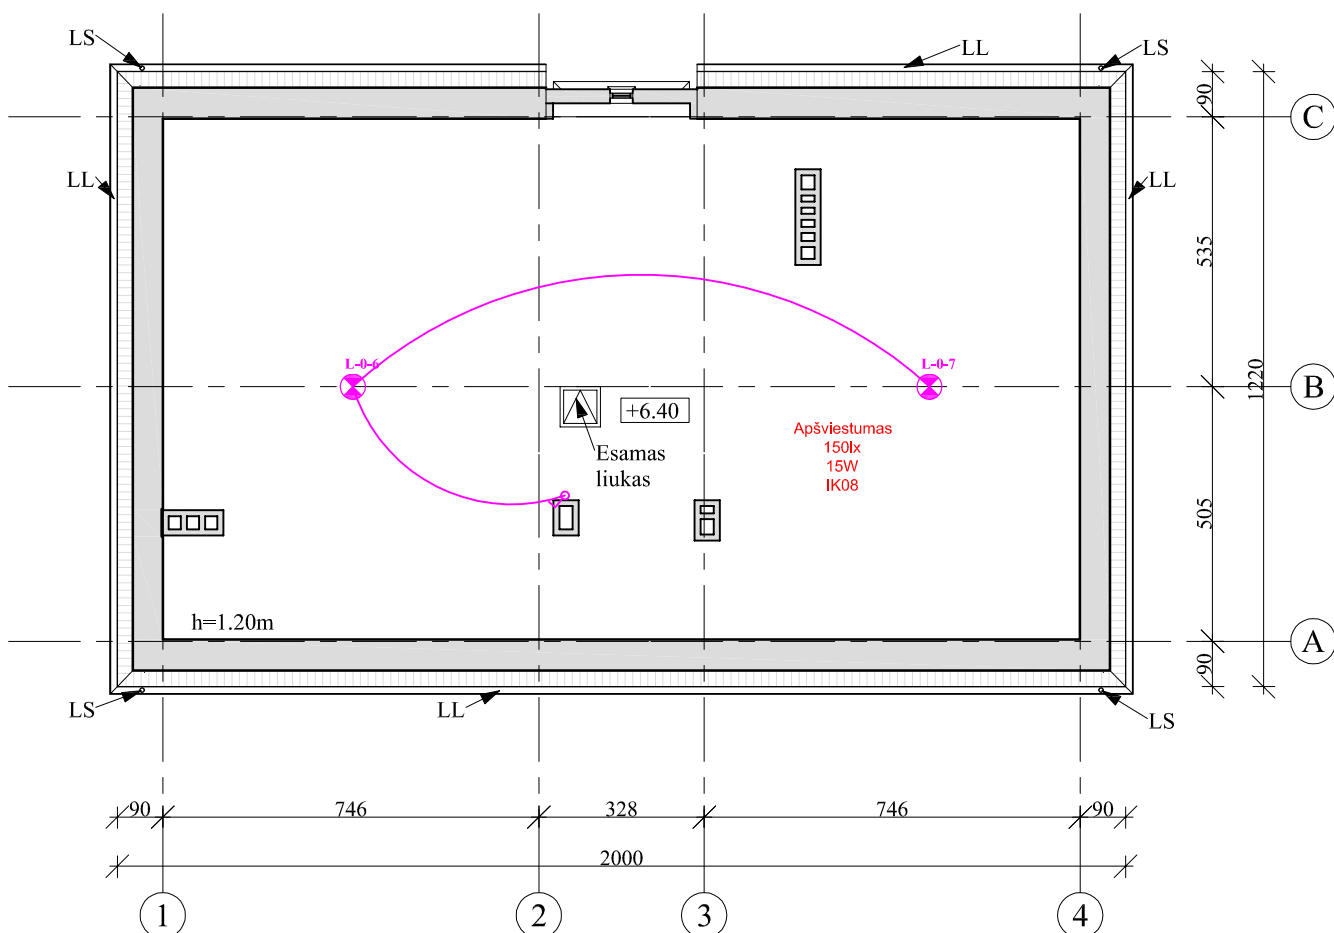 LS
LL
LS
90
C
LL
LL
535
L-0-6
L-0-7
1220
B
+6.40
Apšviestumas
150lx
15W
IK08
Esamas
liukas
505
h=1.20m
A
90
LS
LL
LS
90
746
328
746
90
2000
1
2
3
4